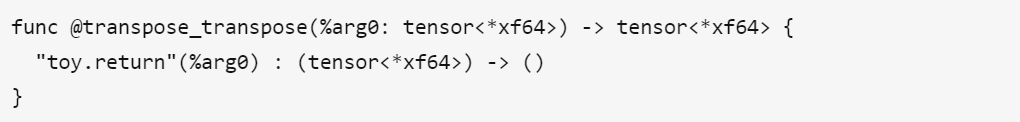 func @transpose_transpose(%arg0: tensor<*xf64>) -> tensor<*xf64> {
  "toy.return"(%arg0) : (tensor<*xf64>) -> ()
}